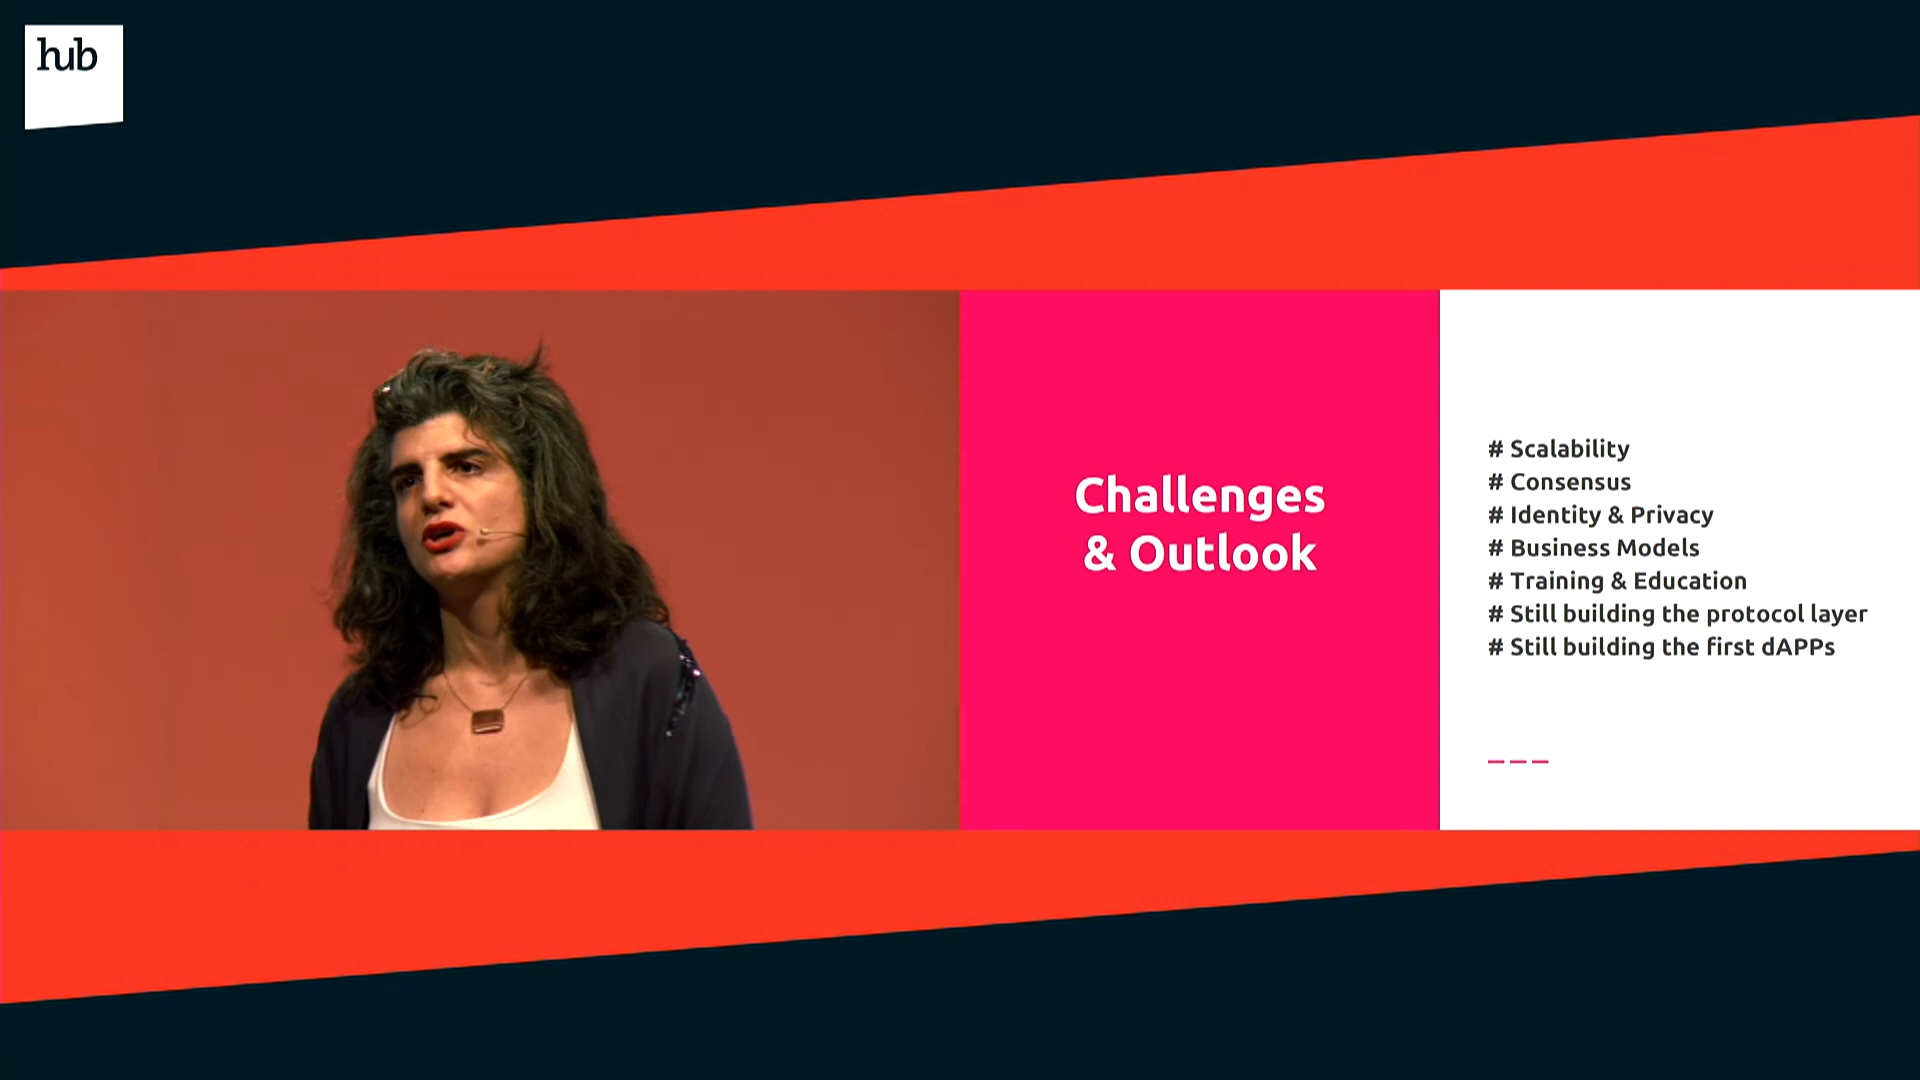 hub
Challenges
& Outlook
# Scalability
# Consensus
# Identity & Privacy
# Business Models
# Training & Education
# Still building the protocol layer
# Still building the first dAPPs